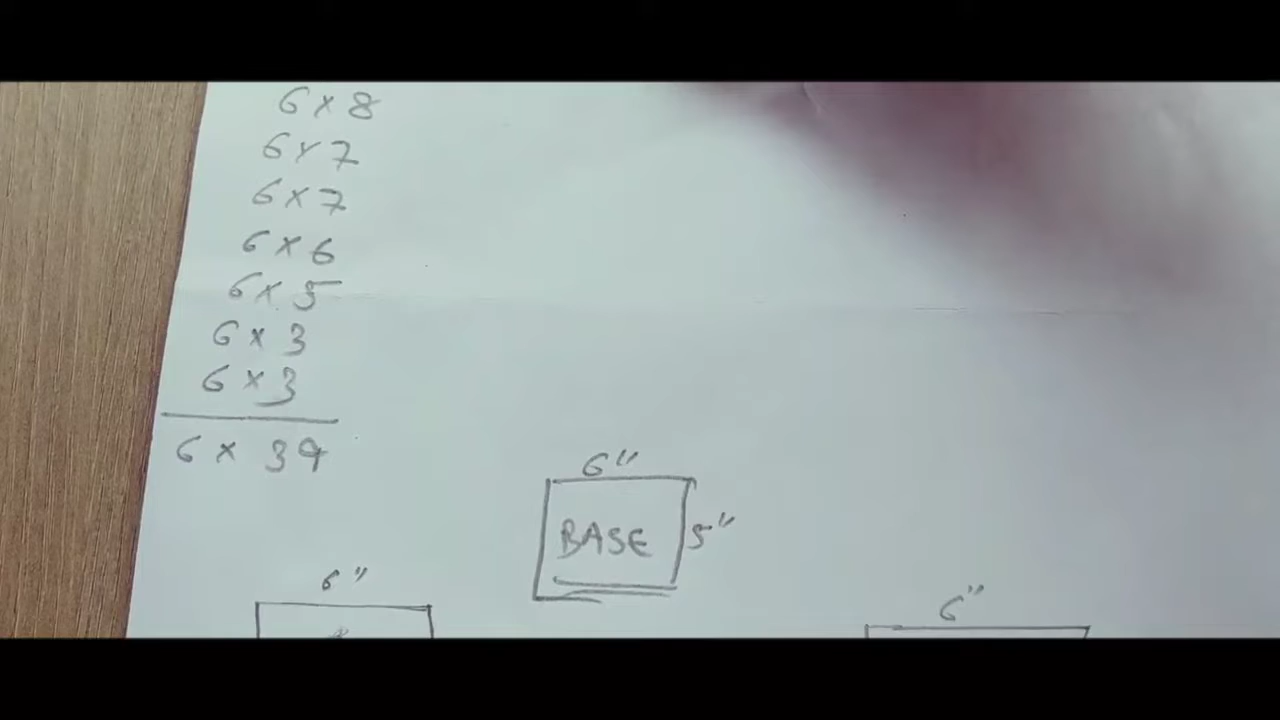 6 × 8
6 × 7
6 × 7
6 × 6
6 × 5
6 × 3
6 × 3
6 × 39
6"
BASE
5"
6"
6"